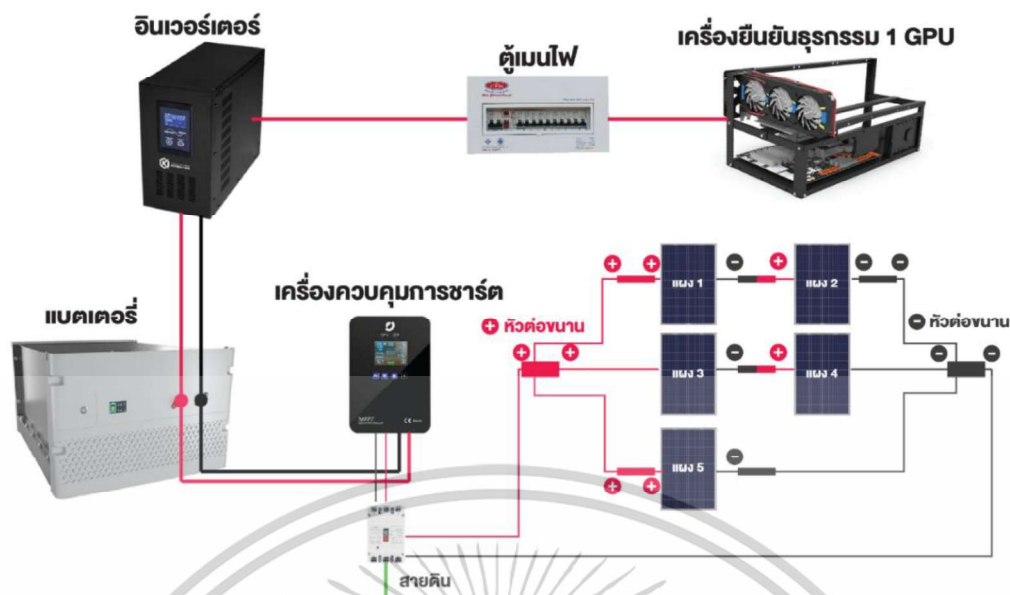 อินเวอร์เตอร์
ตู้เมนไฟ
เครื่องยืนยันธุรกรรม 1 GPU
แบตเตอรี่
เครื่องควบคุมการชาร์ต
หัวต่อขนาน
แผง 1
แผง 2
แผง 3
แผง 4
แผง 5
หัวต่อขนาน
สายดิน